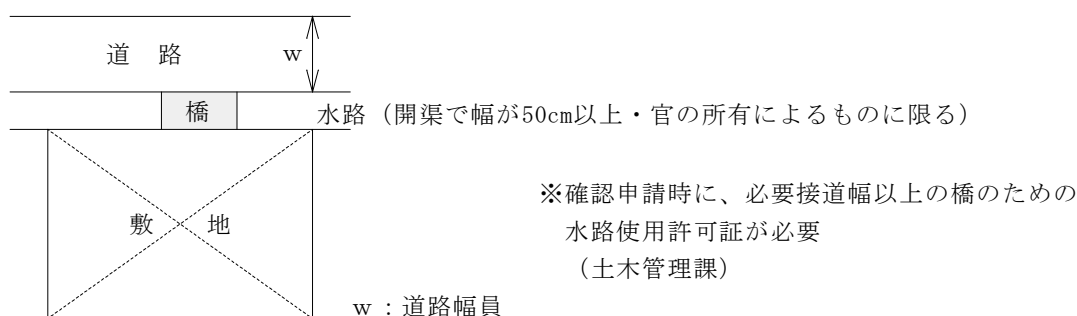 道 路
w
橋
水路（開渠で幅が50cm以上・官の所有によるものに限る）
※確認申請時に、必要接道幅以上の橋のための
水路使用許可証が必要
（土木管理課）
敷 地
w：道路幅員